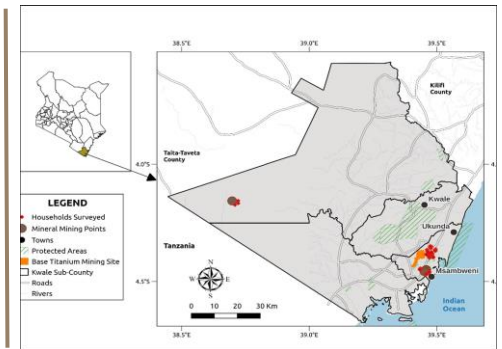 38.5°E 39.0°E 39.5°E
Kilifi
County
Taita-Taveta
County
4.0°S
4.0°S
LEGEND
Households Surveyed
Mineral Mining Points
Towns
Protected Areas
Base Titanium Mining Site
Kwale Sub-County
Roads
Rivers
Kwale
Ukunda
Tanzania
Msambweni
4.5°S
N
W
E
S
0 10 20 30 Km
Indian
Ocean
38.5°E 39.0°E 39.5°E